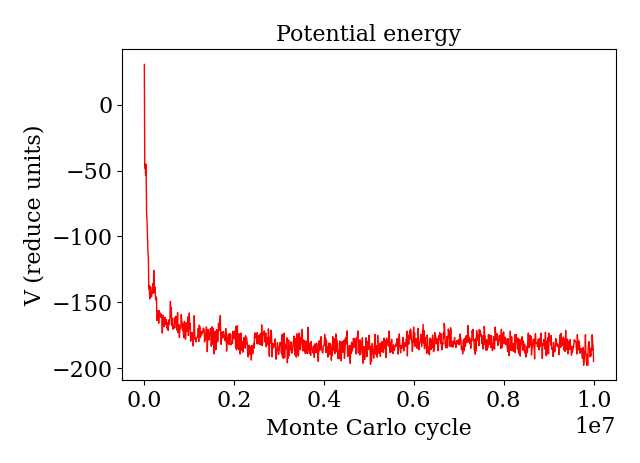 Potential energy
V (reduce units)
0
−50
−100
−150
−200
0.0 0.2 0.4 0.6 0.8 1.0
1e7
Monte Carlo cycle